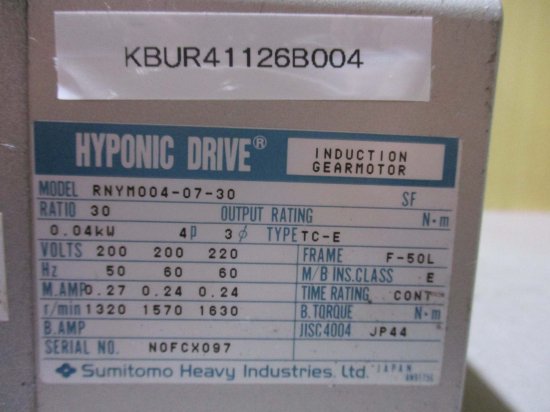 KBUR41126B004
HYPONIC DRIVE®
INDUCTION
GEARMOTOR
MODEL RNYM004-07-30 SF
RATIO 30 OUTPUT RATING N·m
0.04kW 4P 3ø TYPE TC-E
VOLTS 200 200 220 FRAME F-50L
Hz 50 60 60 M/B INS.CLASS E
M.AMP 0.27 0.24 0.24 TIME RATING CONT
r/min 1320 1570 1630 B.TORQUE N·m
B.AMP JISC4004 JP44
SERIAL NO. N0FCX097
Sumitomo Heavy Industries, Ltd. JAPAN